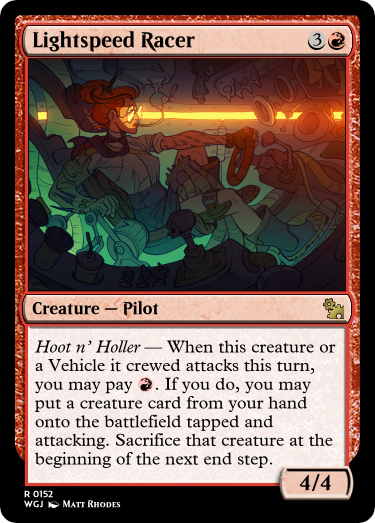 Lightspeed Racer 3
Creature — Pilot
Hoot n' Holler — When this creature or
a Vehicle it crewed attacks this turn,
you may pay . If you do, you may
put a creature card from your hand
onto the battlefield tapped and
attacking. Sacrifice that creature at the
beginning of the next end step.
4/4
R 0152
WGJ Matt Rhodes